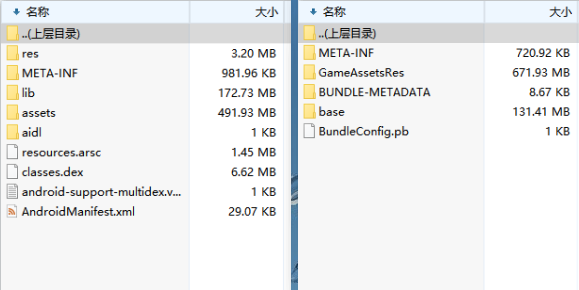 名称 大小
..(上层目录)
res 3.20 MB
META-INF 981.96 KB
lib 172.73 MB
assets 491.93 MB
aidl 1 KB
resources.arsc 1.45 MB
classes.dex 6.62 MB
android-support-multidex.v... 1 KB
AndroidManifest.xml 29.07 KB
名称 大小
..(上层目录)
META-INF 720.92 KB
GameAssetsRes 671.93 MB
BUNDLE-METADATA 8.67 KB
base 131.41 MB
BundleConfig.pb 1 KB